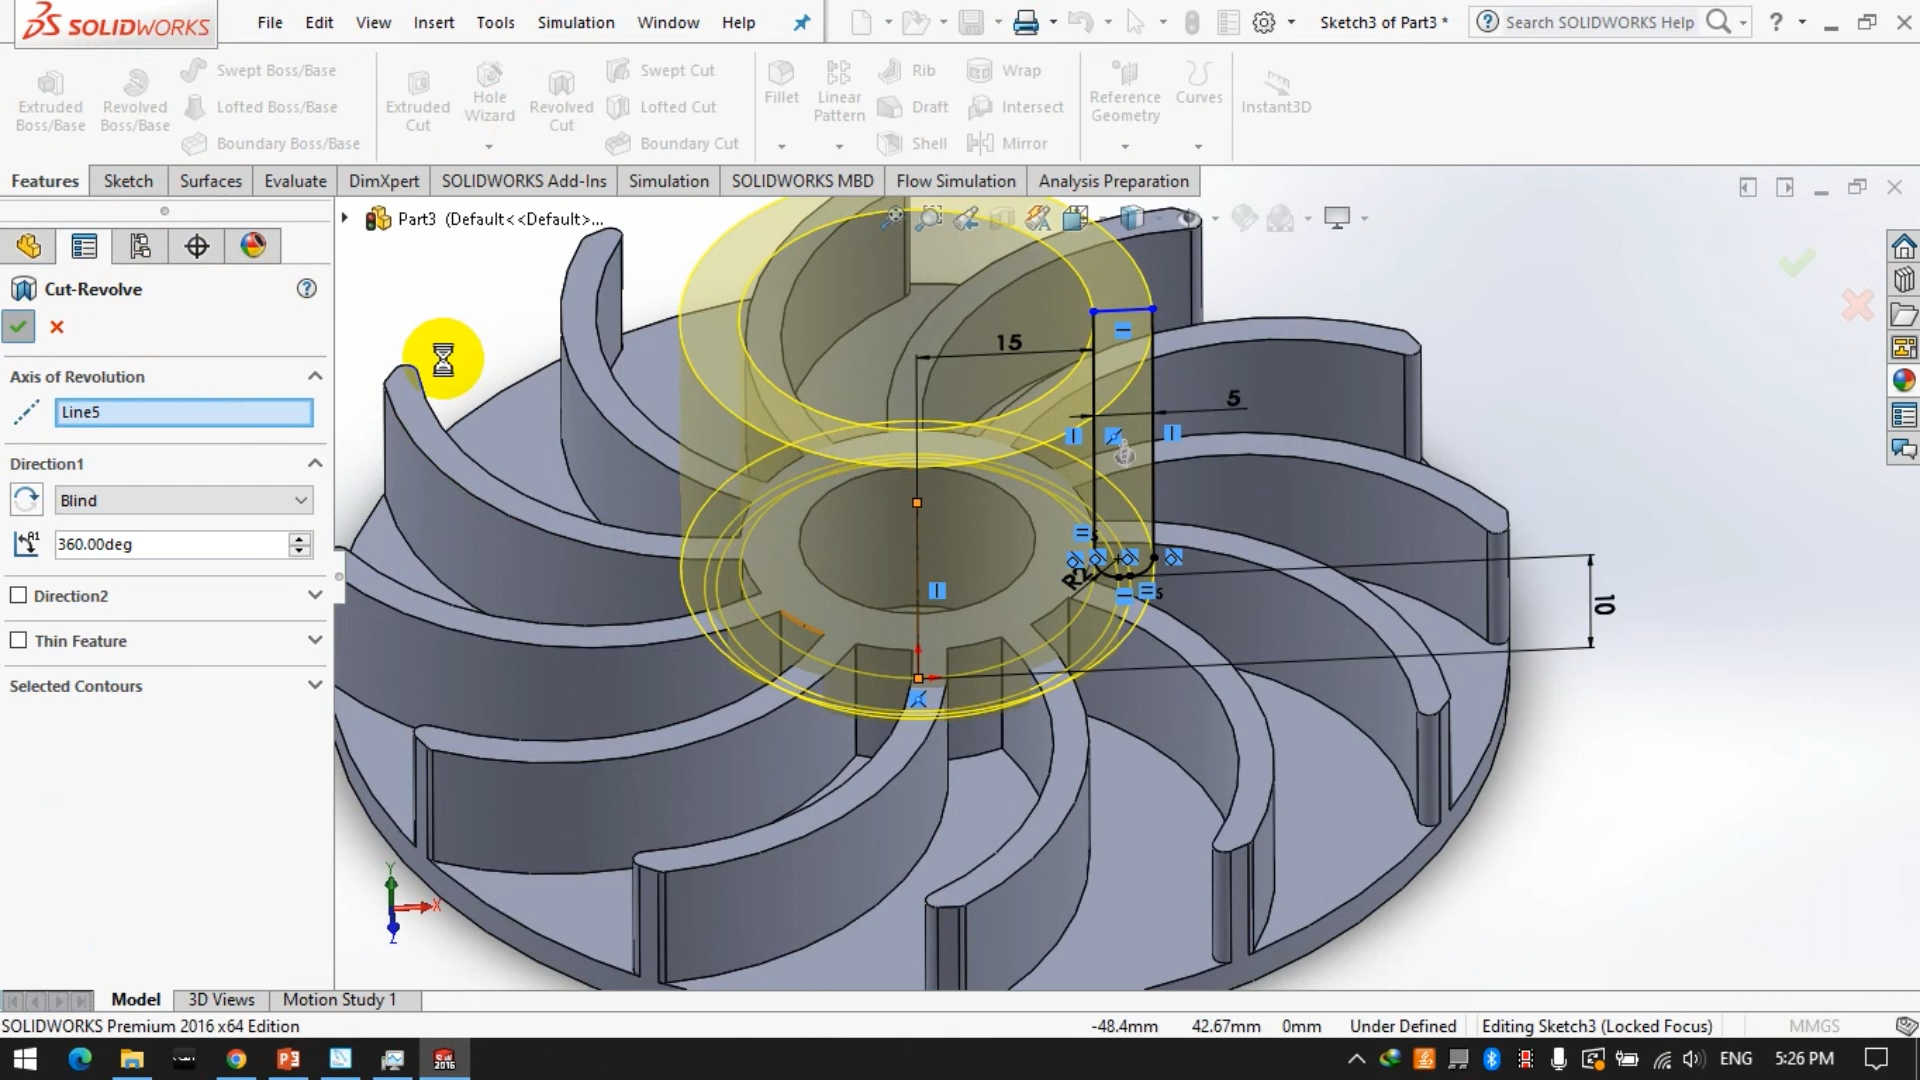 SOLIDWORKS File Edit View Insert Tools Simulation Window Help Sketch3 of Part3 * Search SOLIDWORKS Help
Extruded Boss/Base
Revolved Boss/Base
Swept Boss/Base
Lofted Boss/Base
Boundary Boss/Base
Extruded Cut
Hole Wizard
Revolved Cut
Swept Cut
Lofted Cut
Boundary Cut
Fillet
Linear Pattern
Rib
Draft
Shell
Wrap
Intersect
Mirror
Reference Geometry
Curves
Instant3D
Features Sketch Surfaces Evaluate DimXpert SOLIDWORKS Add-Ins Simulation SOLIDWORKS MBD Flow Simulation Analysis Preparation
Part3 (Default<<Default>...
Cut-Revolve
Axis of Revolution
Line5
Direction1
Blind
360.00deg
Direction2
Thin Feature
Selected Contours
15
5
10
R2
Y
X
Z
Model 3D Views Motion Study 1
SOLIDWORKS Premium 2016 x64 Edition -48.4mm 42.67mm 0mm Under Defined Editing Sketch3 (Locked Focus) MMGS
ENG 5:26 PM